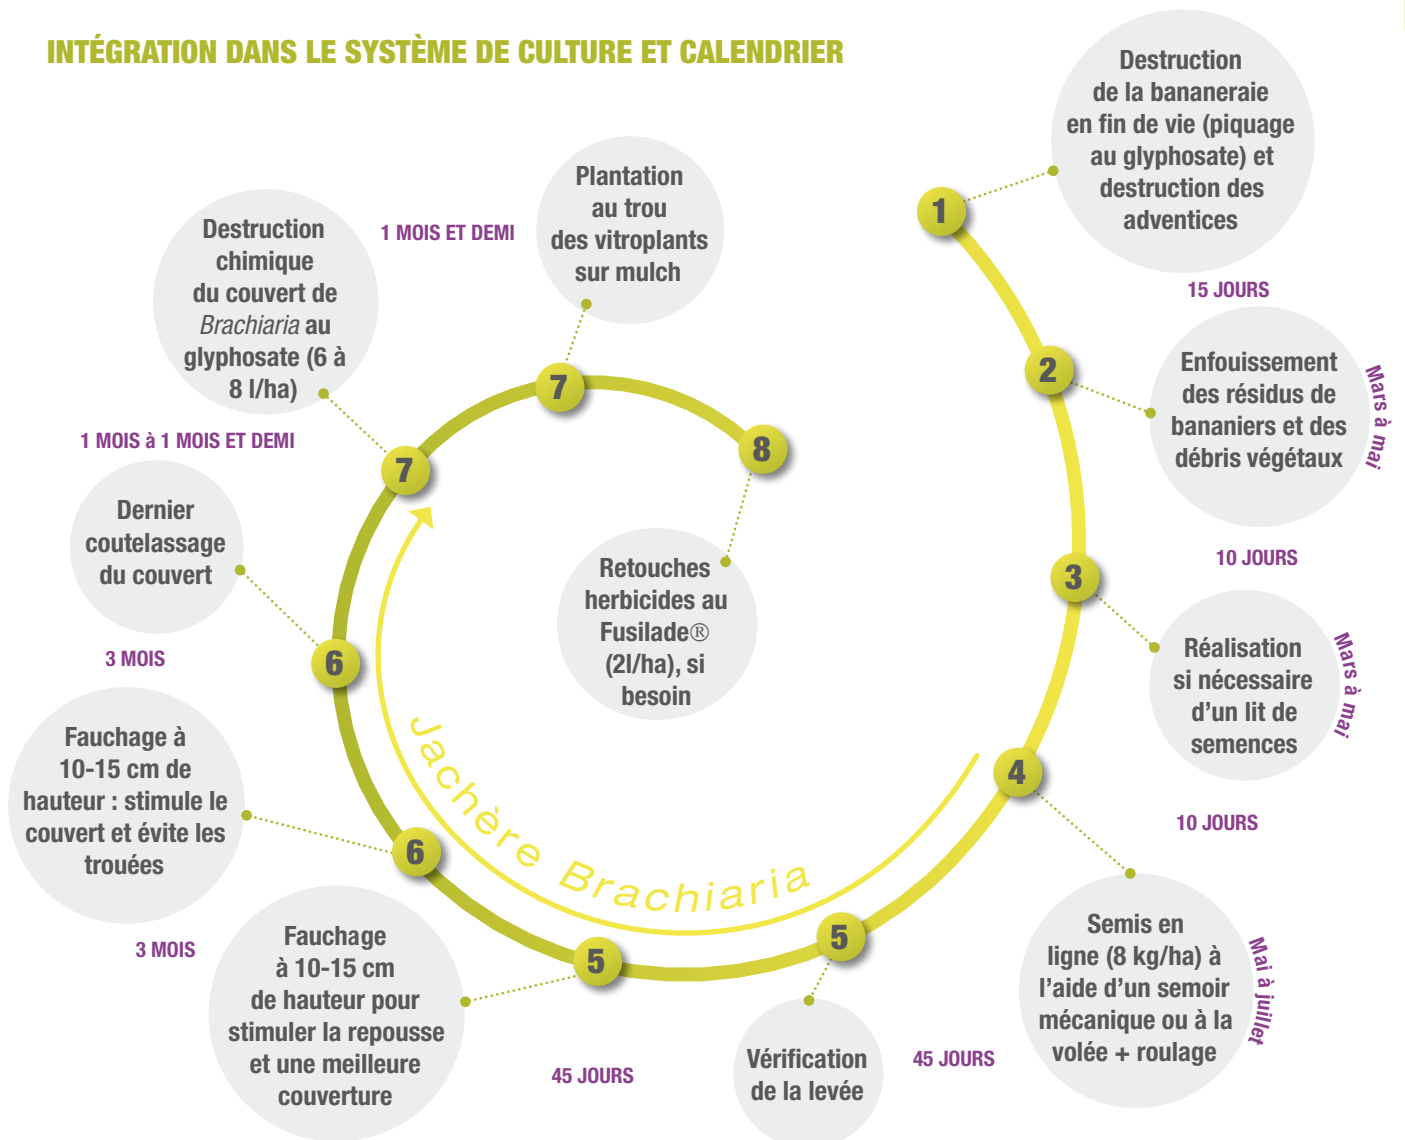 INTÉGRATION DANS LE SYSTÈME DE CULTURE ET CALENDRIER
1
Destruction
de la bananeraie
en fin de vie (piquage
au glyphosate) et
destruction des
adventices
15 JOURS
2
Enfouissement
des résidus de
bananiers et des
débris végétaux
Mars à mai
10 JOURS
3
Réalisation
si nécessaire
d’un lit de
semences
Mars à mai
10 JOURS
4
Semis en
ligne (8 kg/ha) à
l’aide d’un semoir
mécanique ou à la
volée + roulage
Mai à juillet
45 JOURS
5
Vérification
de la levée
45 JOURS
5
Fauchage
à 10-15 cm
de hauteur pour
stimuler la repousse
et une meilleure
couverture
3 MOIS
6
Fauchage à
10-15 cm de
hauteur : stimule le
couvert et évite les
trouées
3 MOIS
6
Dernier
coutelassage
du couvert
1 MOIS à 1 MOIS ET DEMI
7
Destruction
chimique
du couvert de
Brachiaria au
glyphosate (6 à
8 l/ha)
1 MOIS ET DEMI
7
Plantation
au trou
des vitroplants
sur mulch
8
Retouches
herbicides au
Fusilade®
(2l/ha), si
besoin
Jachère Brachiaria